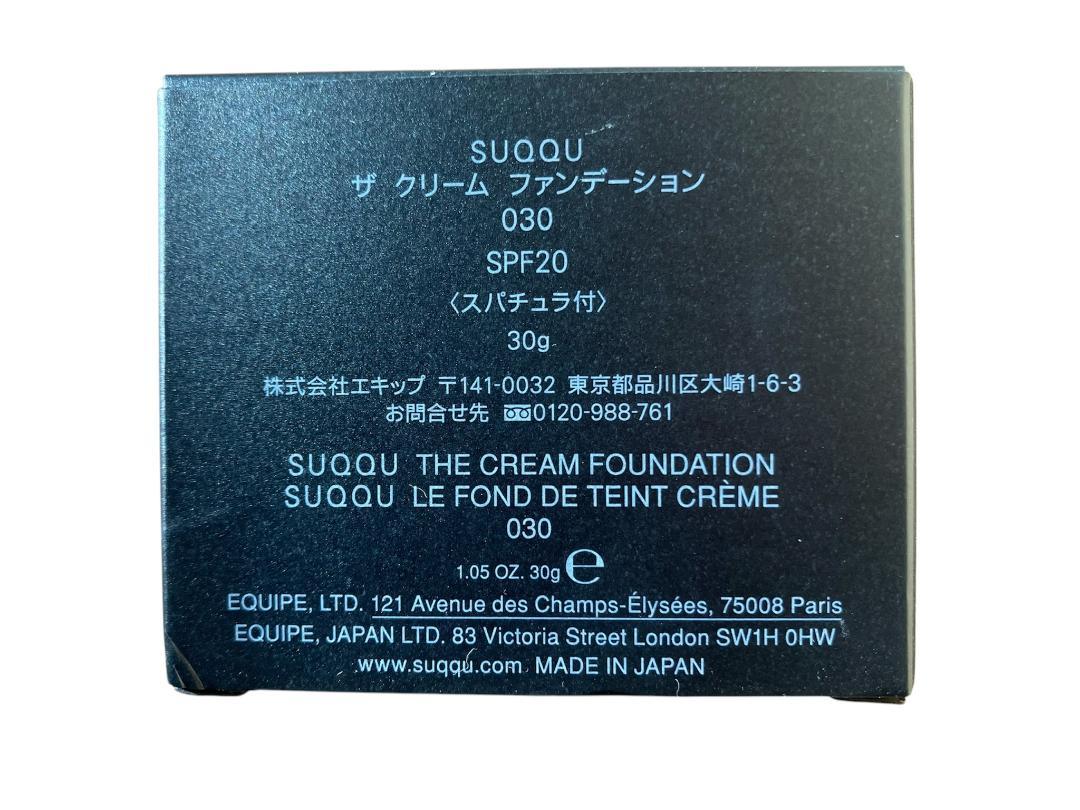 SUQQU
ザ クリーム ファンデーション
030
SPF20
〈スパチュラ付〉
30g
株式会社エキップ 〒141-0032 東京都品川区大崎1-6-3
お問合せ先 0120-988-761
SUQQU THE CREAM FOUNDATION
SUQQU LE FOND DE TEINT CRÈME
030
1.05 OZ. 30g ℮
EQUIPE, LTD. 121 Avenue des Champs-Élysées, 75008 Paris
EQUIPE, JAPAN LTD. 83 Victoria Street London SW1H 0HW
www.suqqu.com MADE IN JAPAN